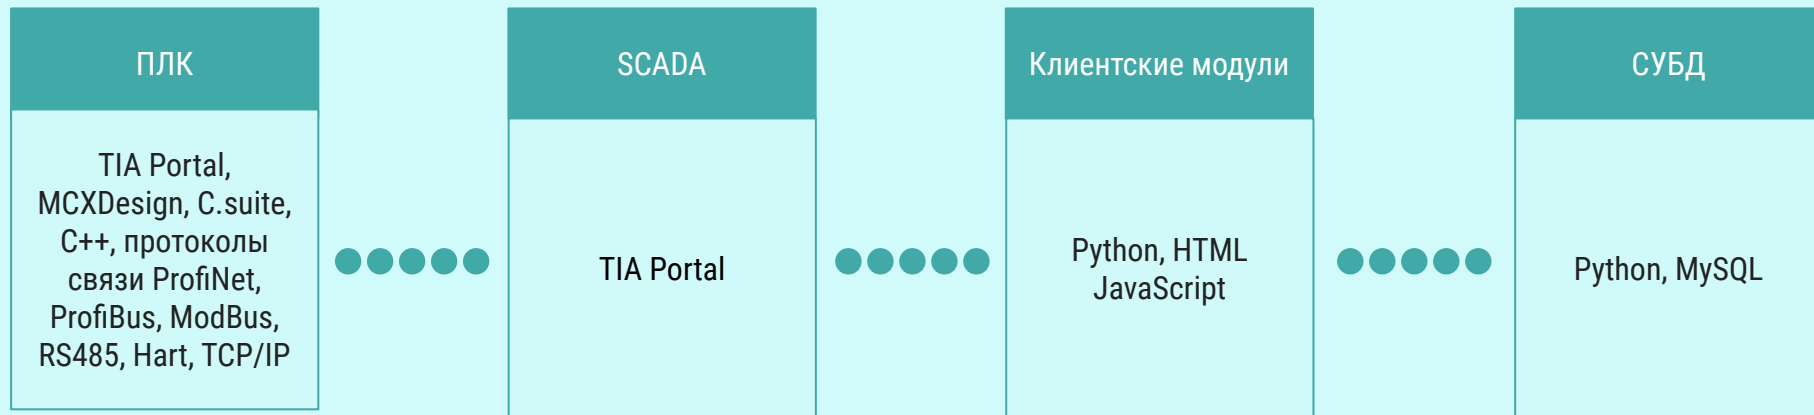 ПЛК
TIA Portal,
MCXDesign, C.suite,
C++, протоколы
связи ProfiNet,
ProfiBus, ModBus,
RS485, Hart, TCP/IP
SCADA
TIA Portal
Клиентские модули
Python, HTML
JavaScript
СУБД
Python, MySQL